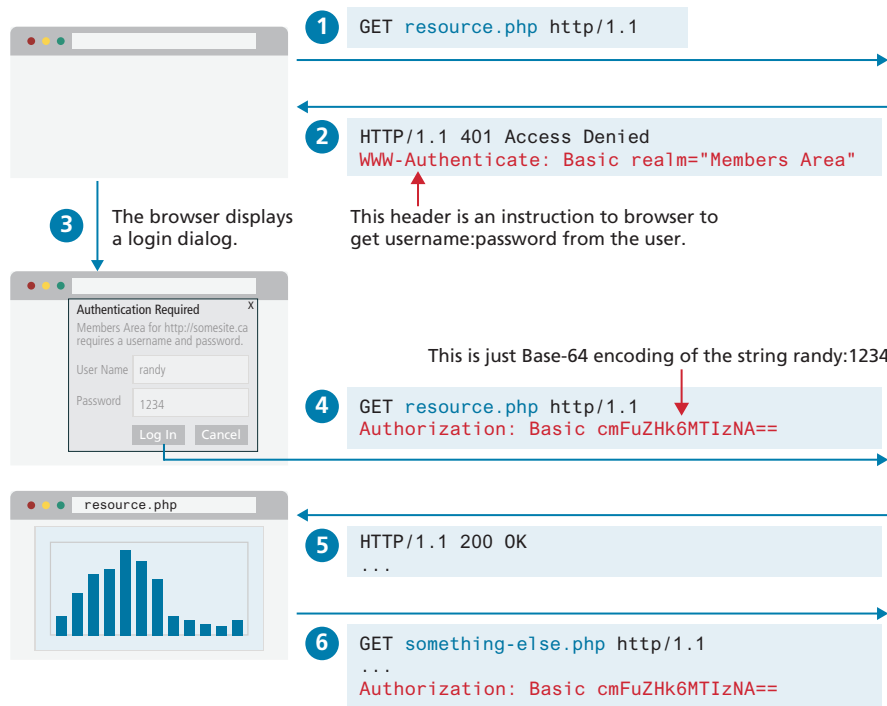 1 GET resource.php http/1.1
2 HTTP/1.1 401 Access Denied
WWW-Authenticate: Basic realm="Members Area"
This header is an instruction to browser to
get username:password from the user.
3 The browser displays
a login dialog.
Authentication Required X
Members Area for http://somesite.ca
requires a username and password.
User Name randy
Password 1234
Log In Cancel
This is just Base-64 encoding of the string randy:1234
4 GET resource.php http/1.1
Authorization: Basic cmFuZHk6MTIzNA==
resource.php
5 HTTP/1.1 200 OK
...
6 GET something-else.php http/1.1
...
Authorization: Basic cmFuZHk6MTIzNA==